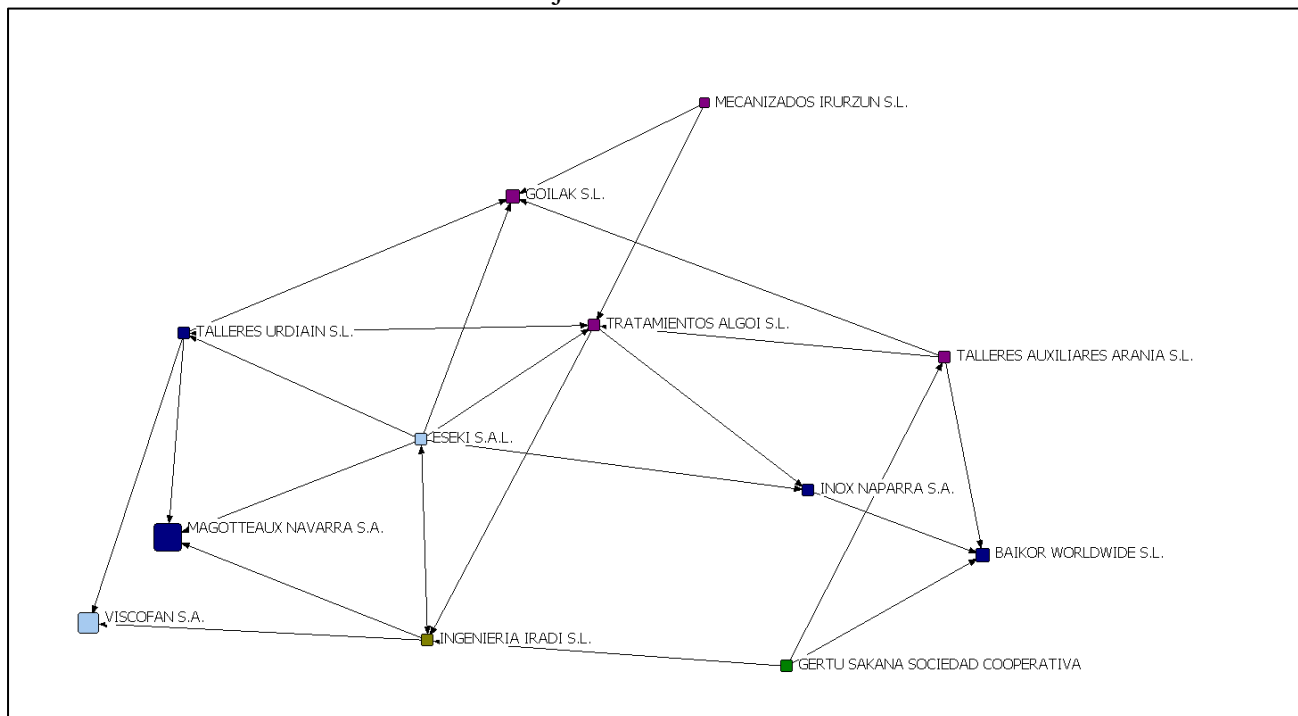 MECANIZADOS IRURZUN S.L.
GOILAK S.L.
TRATAMIENTOS ALGOI S.L.
TALLERES URDIAIN S.L.
TALLERES AUXILIARES ARANIA S.L.
ESEKI S.A.L.
INOX NAPARRA S.A.
MAGOTTEAUX NAVARRA S.A.
BAIKOR WORLDWIDE S.L.
VISCOFAN S.A.
INGENIERIA IRADI S.L.
GERTU SAKANA SOCIEDAD COOPERATIVA